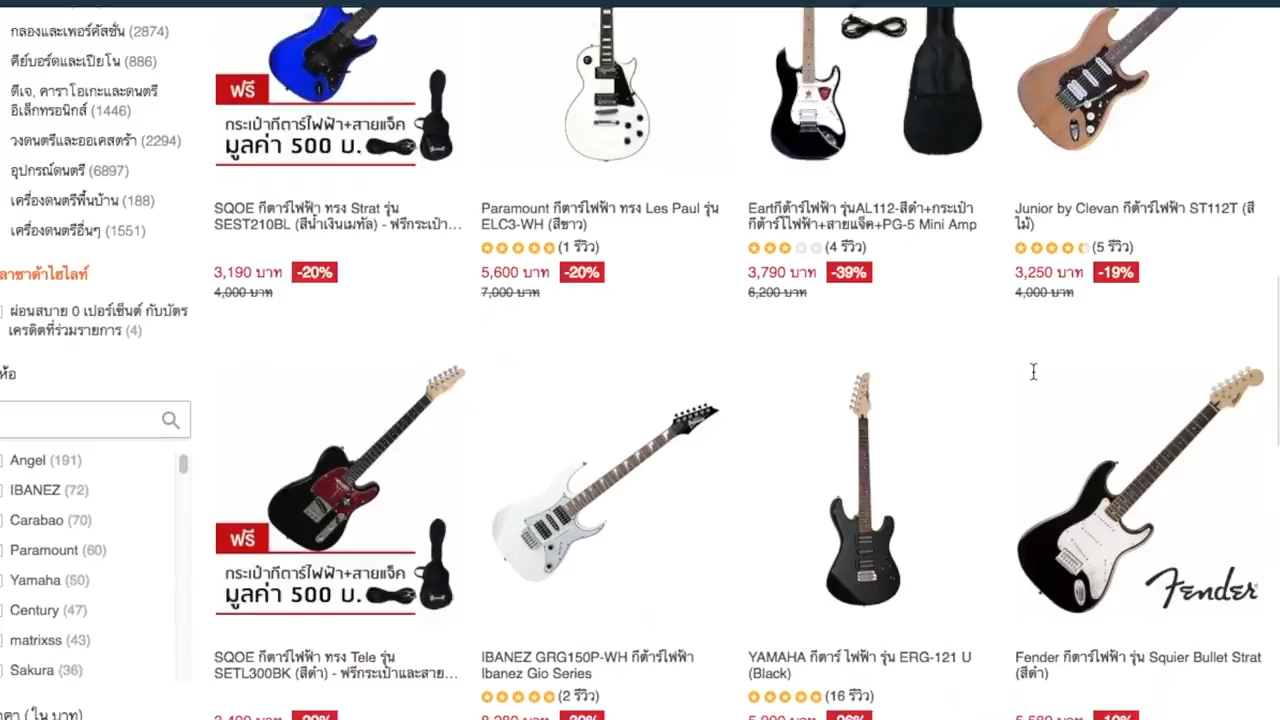 กลองและเพอร์คัสชั่น (2874)
คีย์บอร์ดและเปียโน (886)
ดีเจ, คาราโอเกะและดนตรี
อิเล็กทรอนิกส์ (1446)
วงดนตรีและออเคสตร้า (2294)
อุปกรณ์ดนตรี (6897)
เครื่องดนตรีพื้นบ้าน (188)
เครื่องดนตรีอื่นๆ (1551)
ลาซาด้าไฮไลท์
ผ่อนสบาย 0 เปอร์เซ็นต์ กับบัตร
เครดิตที่ร่วมรายการ (4)
ห้อ
Angel (191)
IBANEZ (72)
Carabao (70)
Paramount (60)
Yamaha (50)
Century (47)
matrixss (43)
Sakura (36)
ฟรี
กระเป๋ากีตาร์ไฟฟ้า+สายแจ็ค
มูลค่า 500 บ.
SQOE กีตาร์ไฟฟ้า ทรง Strat รุ่น
SEST210BL (สีน้ำเงินเมทัล) - ฟรีกระเป๋า...
3,190 บาท -20%
4,000 บาท
Paramount กีตาร์ไฟฟ้า ทรง Les Paul รุ่น
ELC3-WH (สีขาว)
(1 รีวิว)
5,600 บาท -20%
7,000 บาท
Eartกีต้าร์ไฟฟ้า รุ่นAL112-สีดำ+กระเป๋า
กีต้าร์ไฟฟ้า+สายแจ็ค+PG-5 Mini Amp
(4 รีวิว)
3,790 บาท -39%
6,200 บาท
Junior by Clevan กีต้าร์ไฟฟ้า ST112T (สี
ไม้)
(5 รีวิว)
3,250 บาท -19%
4,000 บาท
ฟรี
กระเป๋ากีตาร์ไฟฟ้า+สายแจ็ค
มูลค่า 500 บ.
SQOE กีตาร์ไฟฟ้า ทรง Tele รุ่น
SETL300BK (สีดำ) - ฟรีกระเป๋าและสาย...
IBANEZ GRG150P-WH กีต้าร์ไฟฟ้า
Ibanez Gio Series
(2 รีวิว)
YAMAHA กีตาร์ ไฟฟ้า รุ่น ERG-121 U
(Black)
(16 รีวิว)
Fender
Fender กีตาร์ไฟฟ้า รุ่น Squier Bullet Strat
(สีดำ)